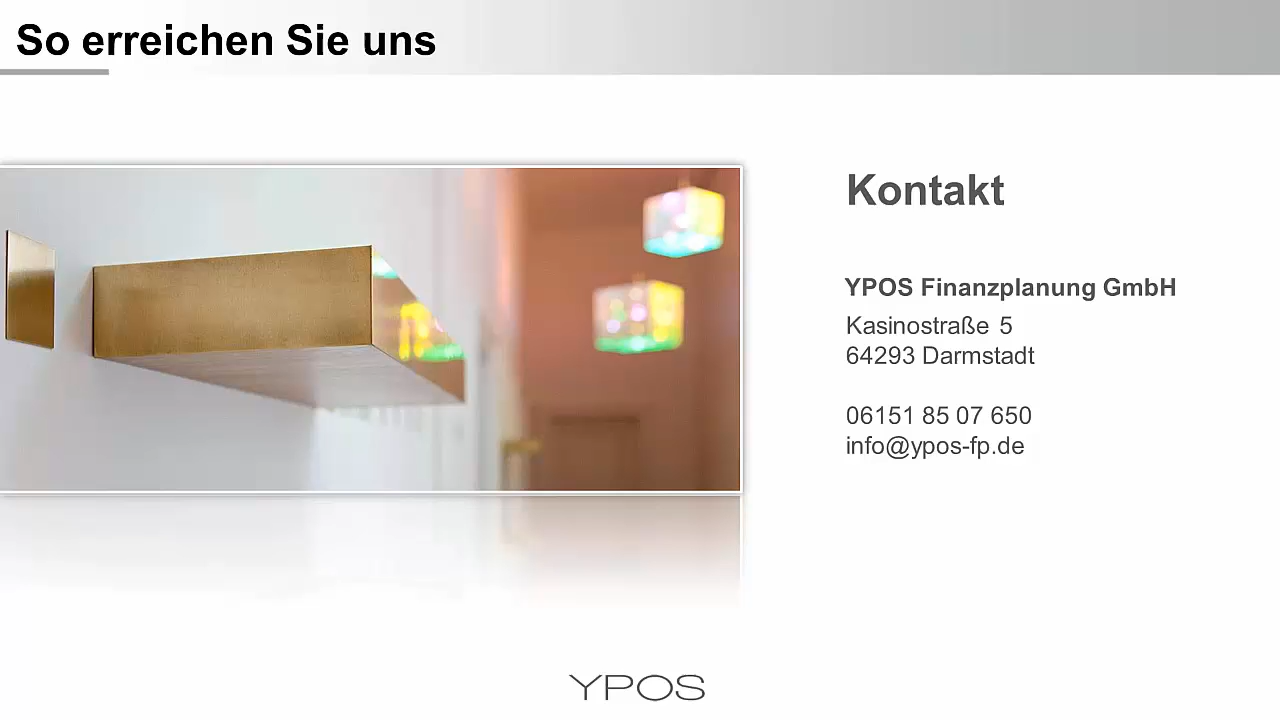 So erreichen Sie uns
Kontakt
YPOS Finanzplanung GmbH
Kasinostraße 5
64293 Darmstadt
06151 85 07 650
info@ypos-fp.de
YPOS